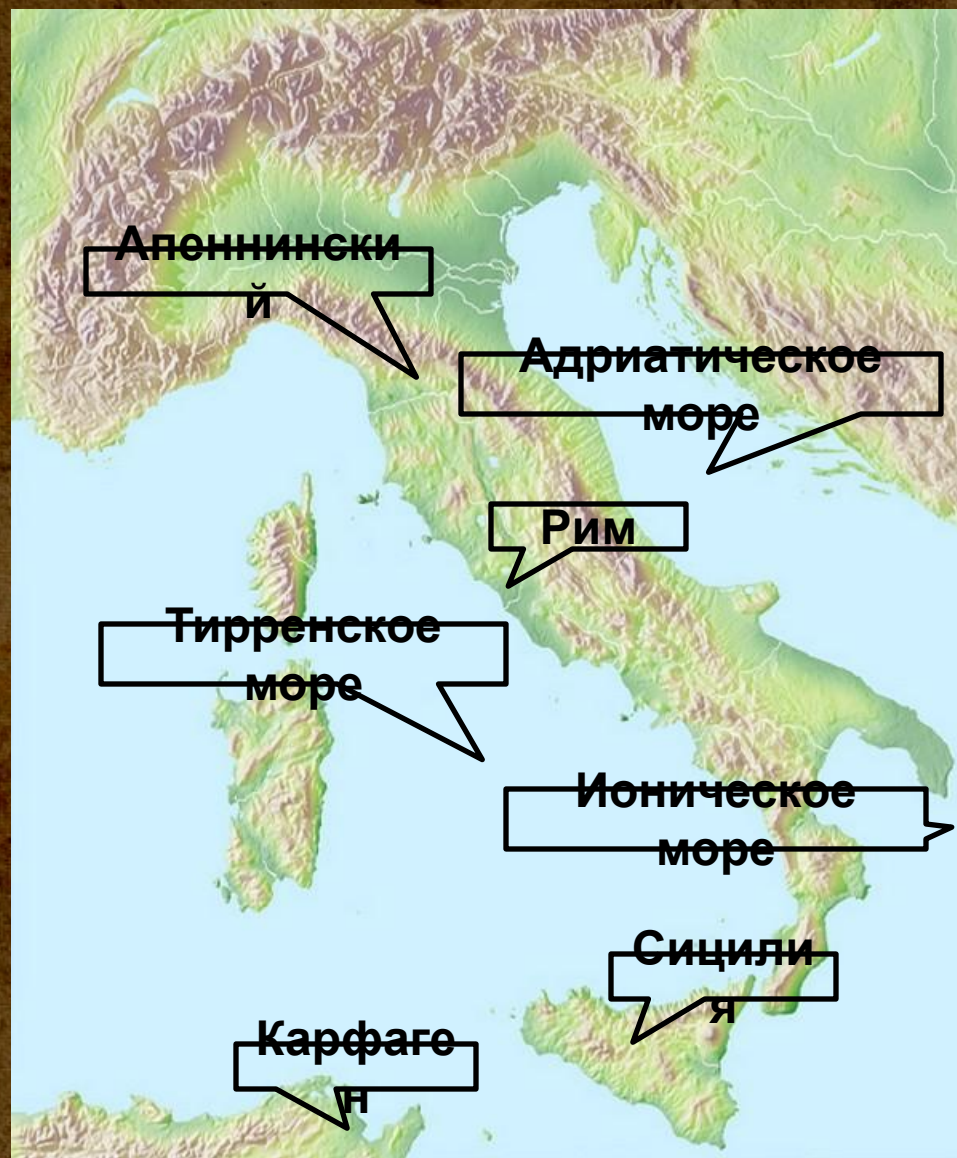 Апеннински
й
Адриатическое
море
Рим
Тирренское
море
Ионическое
море
Сицили
я
Карфаге
н